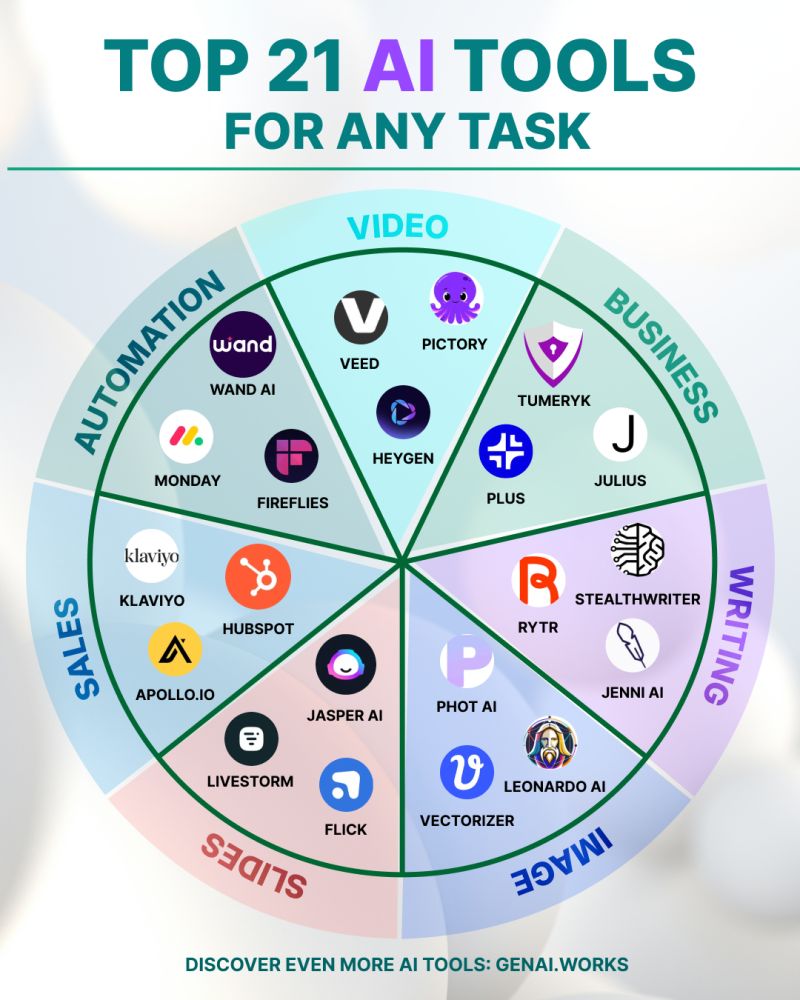 TOP 21 AI TOOLS
FOR ANY TASK
VIDEO
VEED
PICTORY
HEYGEN
BUSINESS
TUMERYK
J
JULIUS
PLUS
WRITING
STEALTHWRITER
R
RYTR
JENNI AI
IMAGE
P
PHOT AI
LEONARDO AI
VECTORIZER
SLIDES
JASPER AI
LIVESTORM
FLICK
SALES
klaviyo
KLAVIYO
HUBSPOT
APOLLO.IO
AUTOMATION
wand
WAND AI
MONDAY
FIREFLIES
DISCOVER EVEN MORE AI TOOLS: GENAI.WORKS